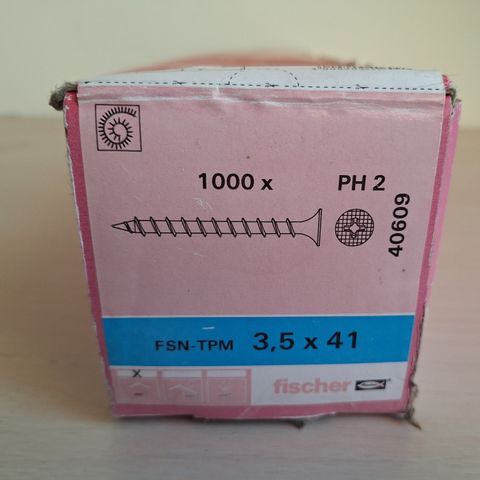 1000 x
PH 2
40609
FSN-TPM 3,5 x 41
X
fischer